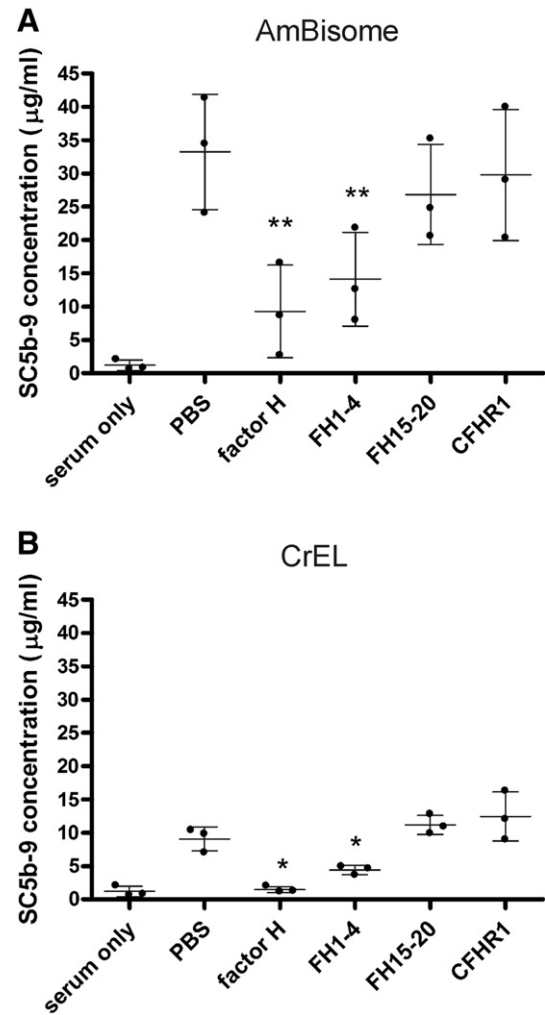 A
AmBisome
SC5b-9 concentration (μg/ml)
45
40
35
30
25
20
15
10
5
0
**
**
serum only
PBS
factor H
FH1-4
FH15-20
CFHR1
B
CrEL
SC5b-9 concentration (μg/ml)
45
40
35
30
25
20
15
10
5
0
*
*
serum only
PBS
factor H
FH1-4
FH15-20
CFHR1